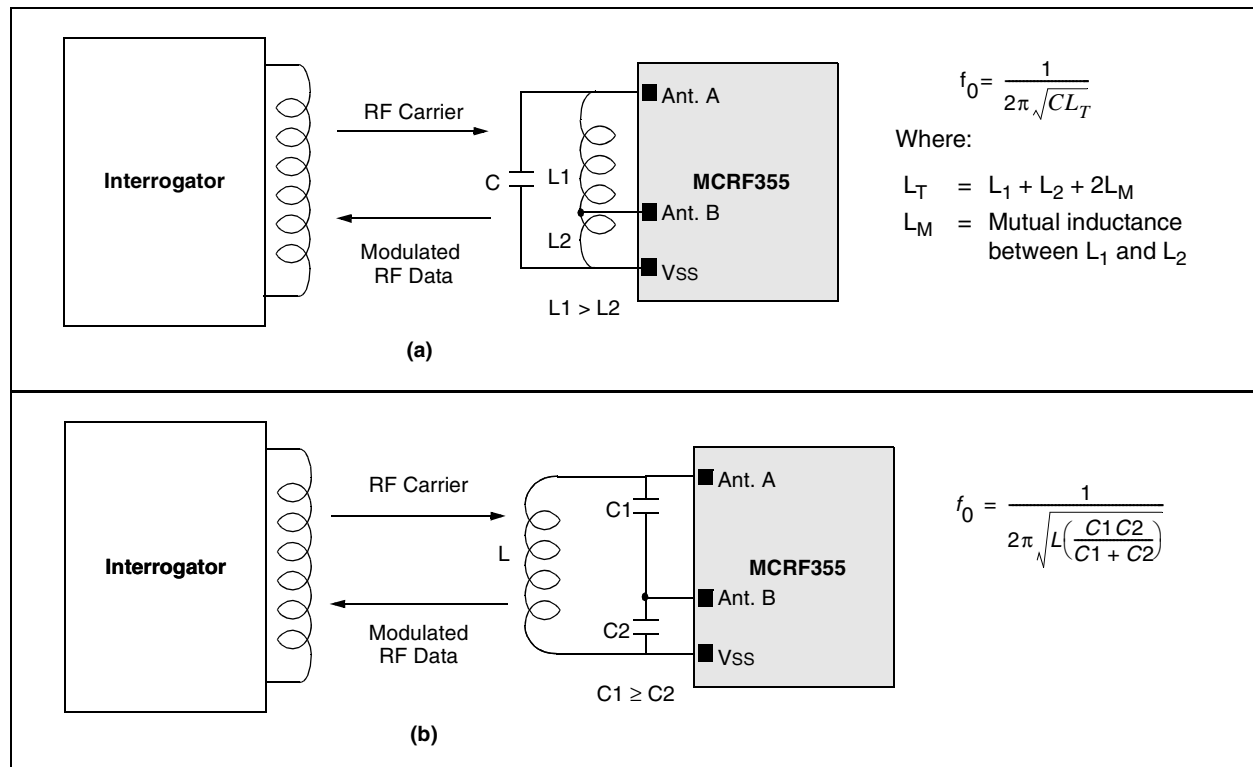 Interrogator
RF Carrier
Modulated
RF Data
C
L1
L2
L1 > L2
Ant. A
MCRF355
Ant. B
VSS
f0 = 1 / 2π√CLT
Where:
LT = L1 + L2 + 2LM
LM = Mutual inductance
between L1 and L2
(a)
Interrogator
RF Carrier
Modulated
RF Data
L
C1
C2
C1 ≥ C2
Ant. A
MCRF355
Ant. B
VSS
f0 = 1 / 2π√L(C1 C2 / C1 + C2)
(b)